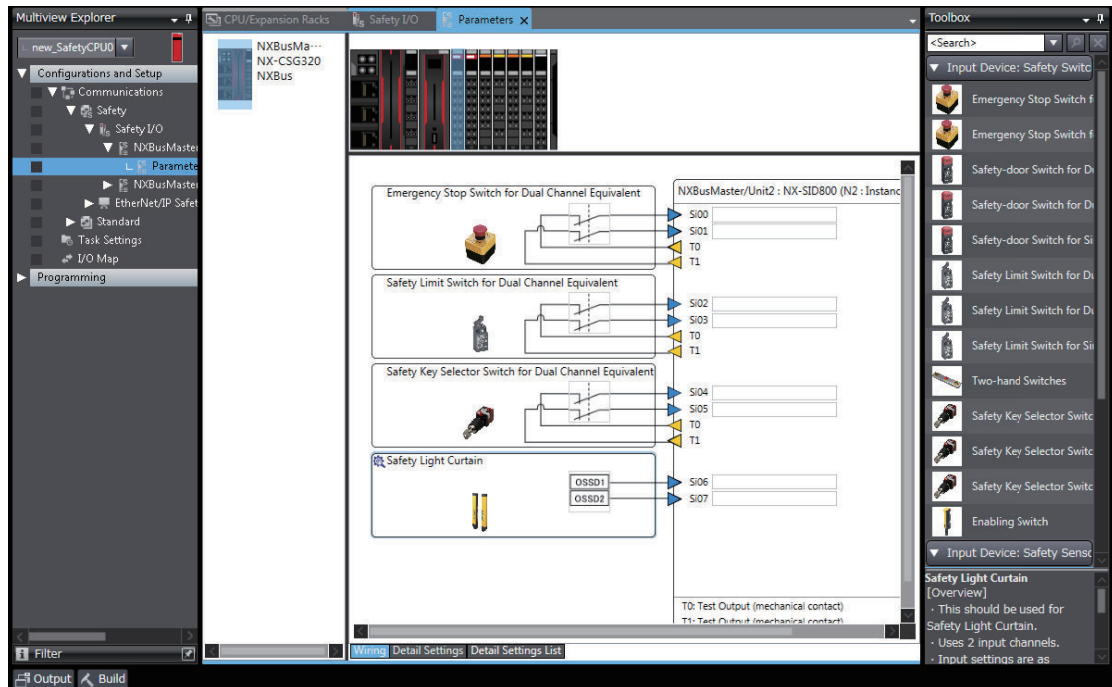 Multiview Explorer
new_SafetyCPU0
Configurations and Setup
Communications
Safety
Safety I/O
NXBusMaster
Paramete
NXBusMaster
EtherNet/IP Safet
Standard
Task Settings
I/O Map
Programming
Filter
Output
Build
CPU/Expansion Racks
Safety I/O
Parameters
NXBusMa···
NX-CSG320
NXBus
Emergency Stop Switch for Dual Channel Equivalent
Safety Limit Switch for Dual Channel Equivalent
Safety Key Selector Switch for Dual Channel Equivalent
Safety Light Curtain
OSSD1
OSSD2
NXBusMaster/Unit2 : NX-SID800 (N2 : Instanc
Si00
Si01
T0
T1
Si02
Si03
T0
T1
Si04
Si05
T0
T1
Si06
Si07
T0: Test Output (mechanical contact)
T1: Test Output (mechanical contact)
Wiring
Detail Settings
Detail Settings List
Toolbox
<Search>
Input Device: Safety Switc
Emergency Stop Switch f
Emergency Stop Switch f
Safety-door Switch for Du
Safety-door Switch for Du
Safety-door Switch for Si
Safety Limit Switch for Du
Safety Limit Switch for Du
Safety Limit Switch for Sin
Two-hand Switches
Safety Key Selector Switc
Safety Key Selector Switc
Safety Key Selector Switc
Enabling Switch
Input Device: Safety Senso
Safety Light Curtain
[Overview]
· This should be used for
Safety Light Curtain.
· Uses 2 input channels.
· Input settings are as